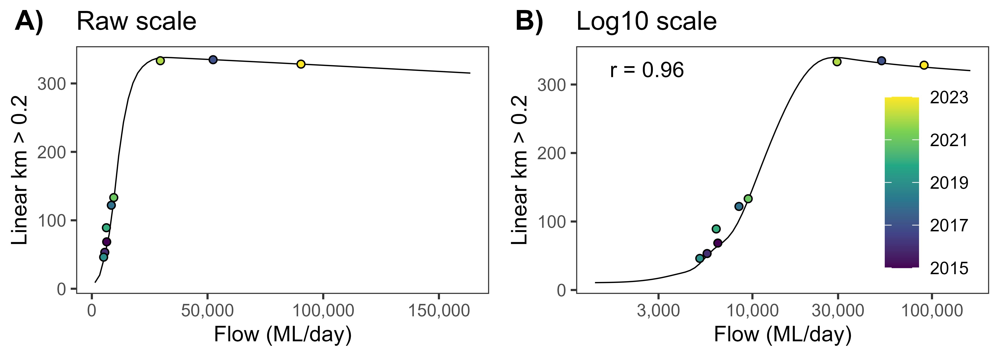 A) Raw scale
Linear km > 0.2
300
200
100
0
0 50,000 100,000 150,000
Flow (ML/day)
B) Log10 scale
r = 0.96
Linear km > 0.2
300
200
100
0
2023
2021
2019
2017
2015
3,000 10,000 30,000 100,000
Flow (ML/day)